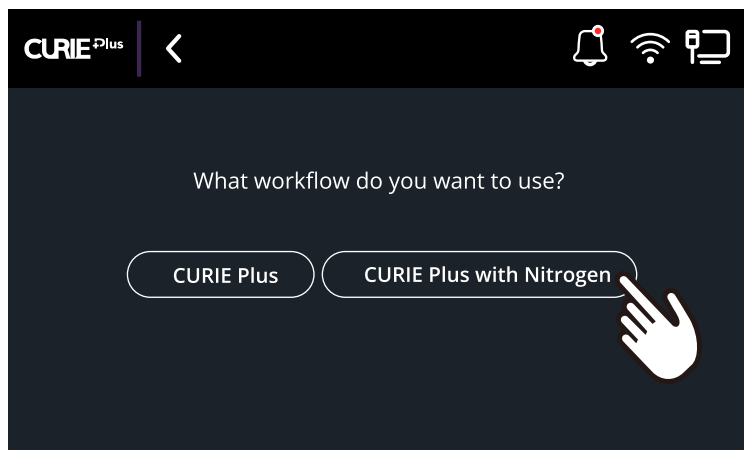 CURIE Plus
What workflow do you want to use?
CURIE Plus
CURIE Plus with Nitrogen